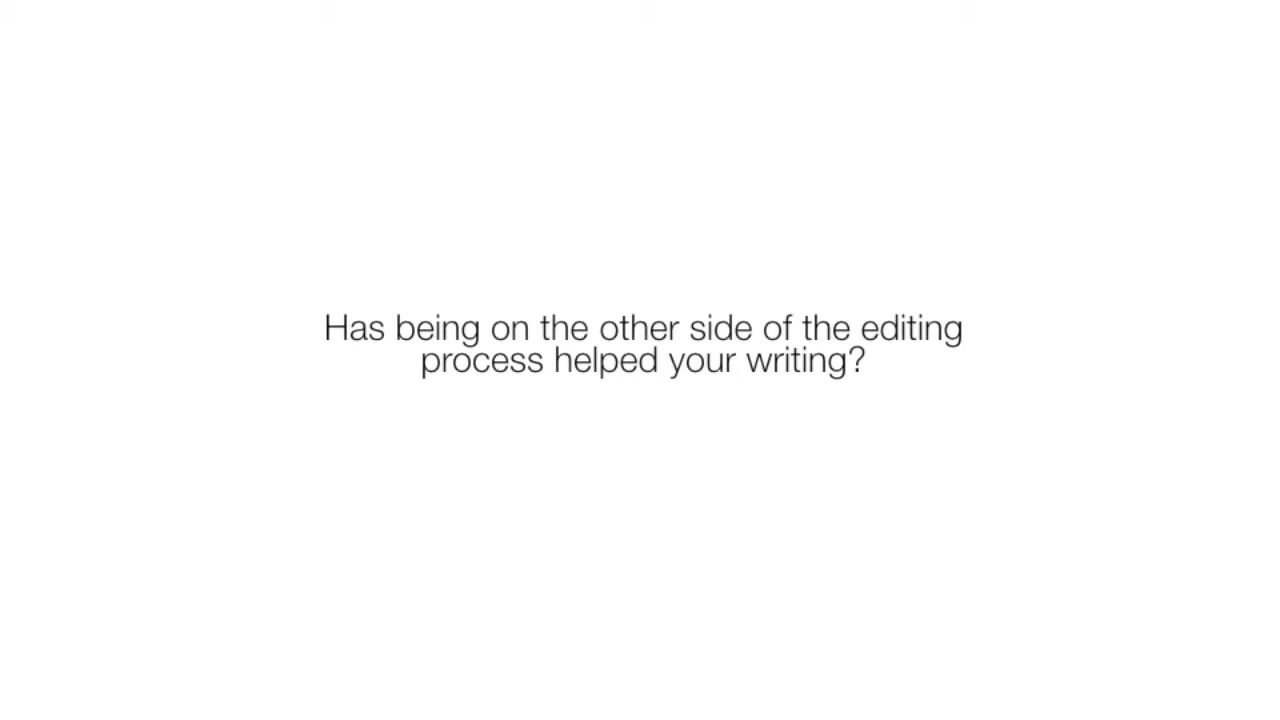 Has being on the other side of the editing
process helped your writing?